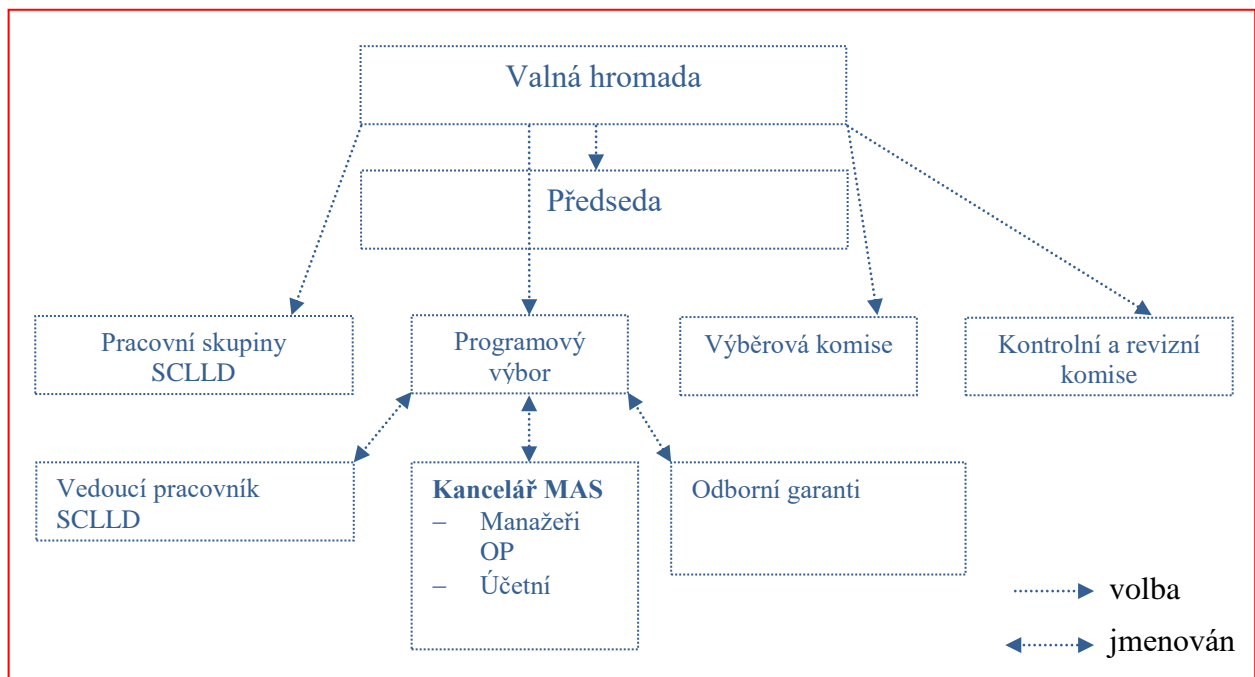 Valná hromada
Předseda
Pracovní skupiny
SCLLD
Programový
výbor
Výběrová komise
Kontrolní a revizní
komise
Vedoucí pracovník
SCLLD
Kancelář MAS
– Manažeři
OP
– Účetní
Odborní garanti
volba
jmenován